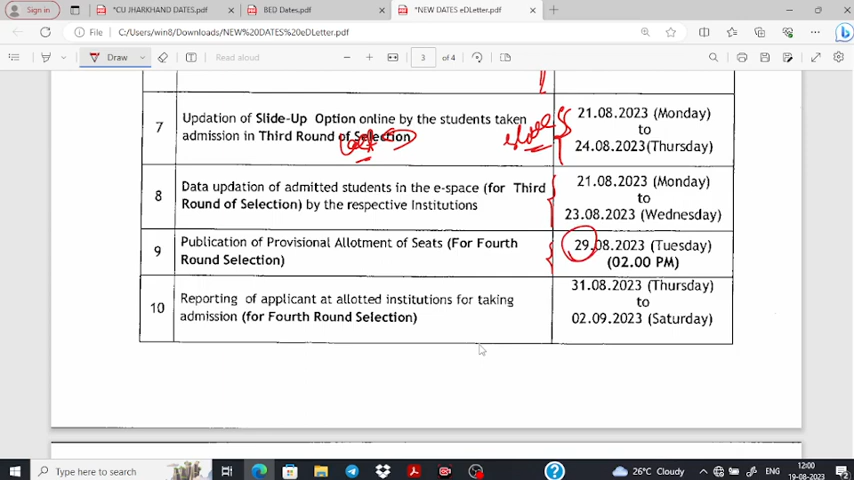 Sign in
*CU JHARKHAND DATES.pdf
BED Dates.pdf
*NEW DATES eDLetter.pdf
File
C:/Users/win8/Downloads/NEW%20DATES%20eDLetter.pdf
Draw
Read aloud
3
of 4
7
Updation of Slide-Up Option online by the students taken
admission in Third Round of Selection
21.08.2023 (Monday)
to
24.08.2023(Thursday)
8
Data updation of admitted students in the e-space (for Third
Round of Selection) by the respective Institutions
21.08.2023 (Monday)
to
23.08.2023 (Wednesday)
9
Publication of Provisional Allotment of Seats (For Fourth
Round Selection)
29.08.2023 (Tuesday)
(02.00 PM)
10
Reporting of applicant at allotted institutions for taking
admission (for Fourth Round Selection)
31.08.2023 (Thursday)
to
02.09.2023 (Saturday)
Type here to search
26°C Cloudy
ENG
12:00
19-08-2023
2